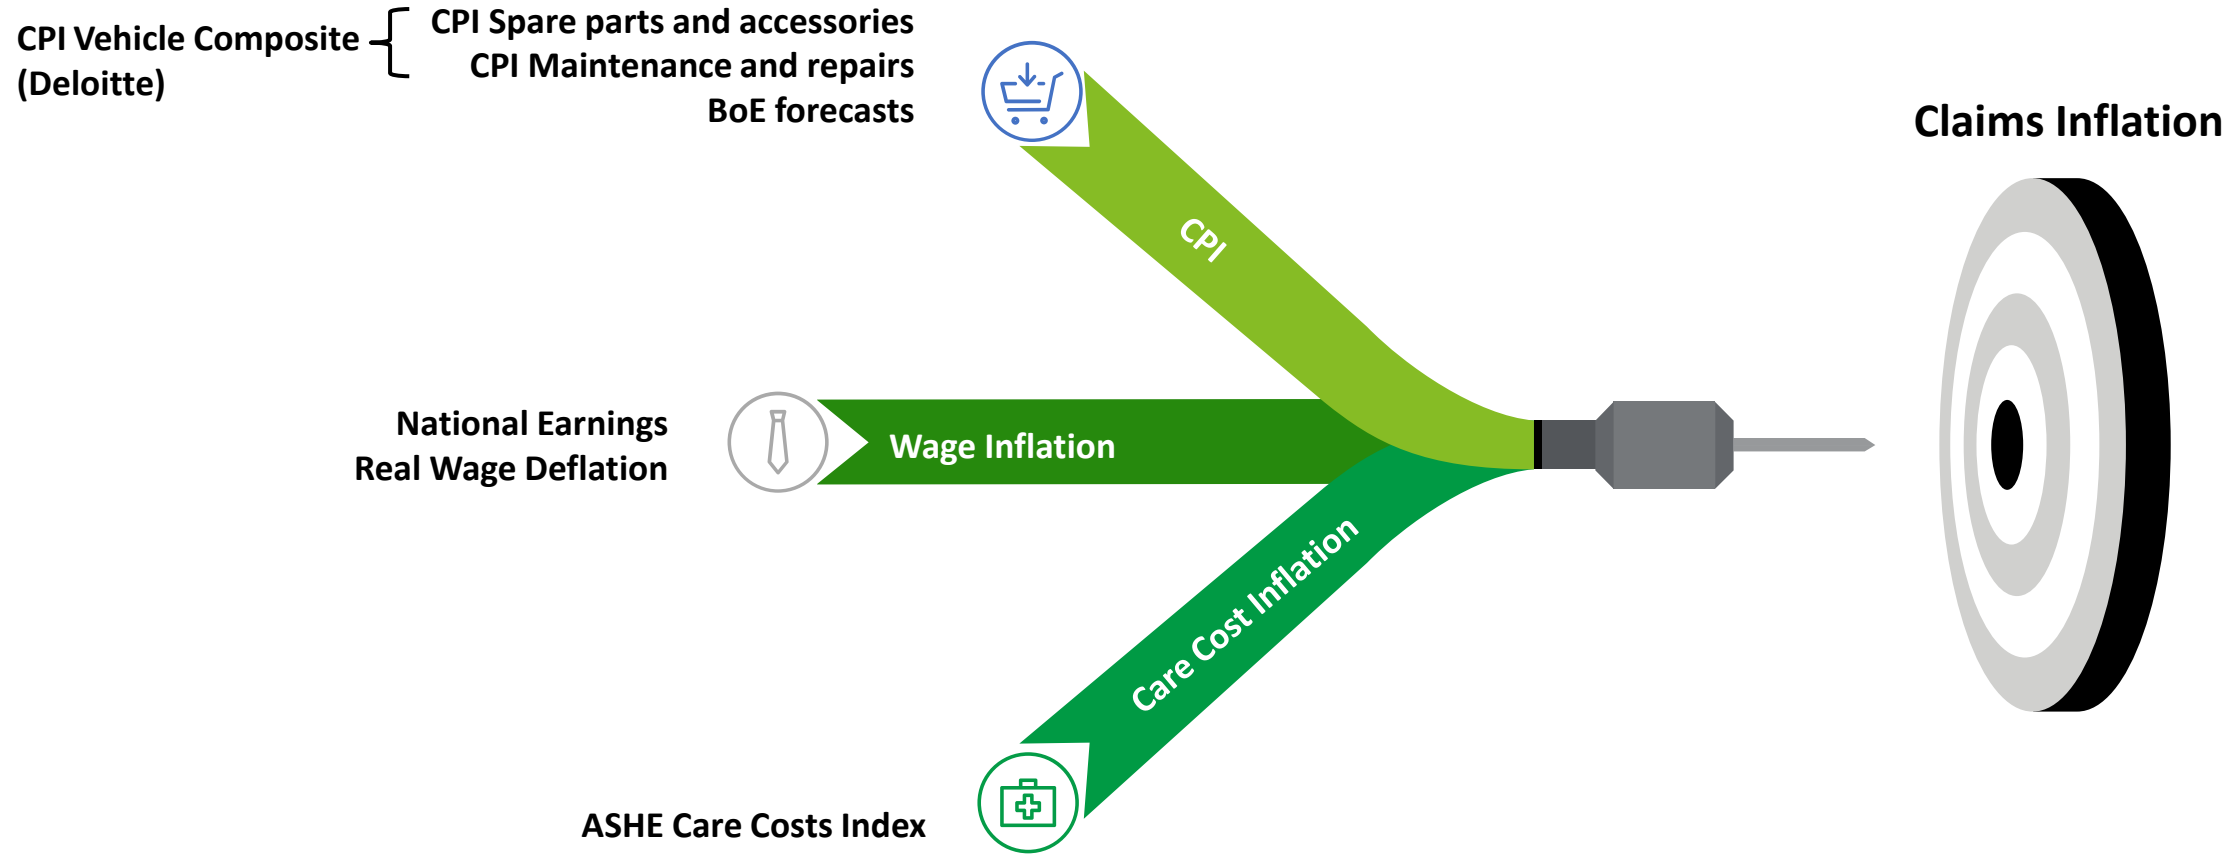 CPI Vehicle Composite
(Deloitte)
CPI Spare parts and accessories
CPI Maintenance and repairs
BoE forecasts
Claims Inflation
CPI
National Earnings
Real Wage Deflation
Wage Inflation
Care Cost Inflation
ASHE Care Costs Index